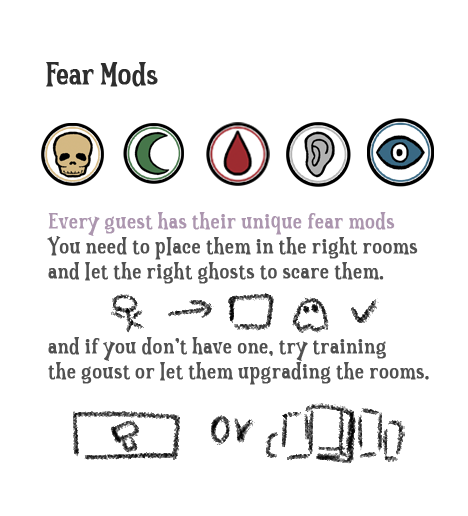 Fear Mods
Every guest has their unique fear mods
You need to place them in the right rooms
and let the right ghosts to scare them.
and if you don't have one, try training
the goust or let them upgrading the rooms.
or